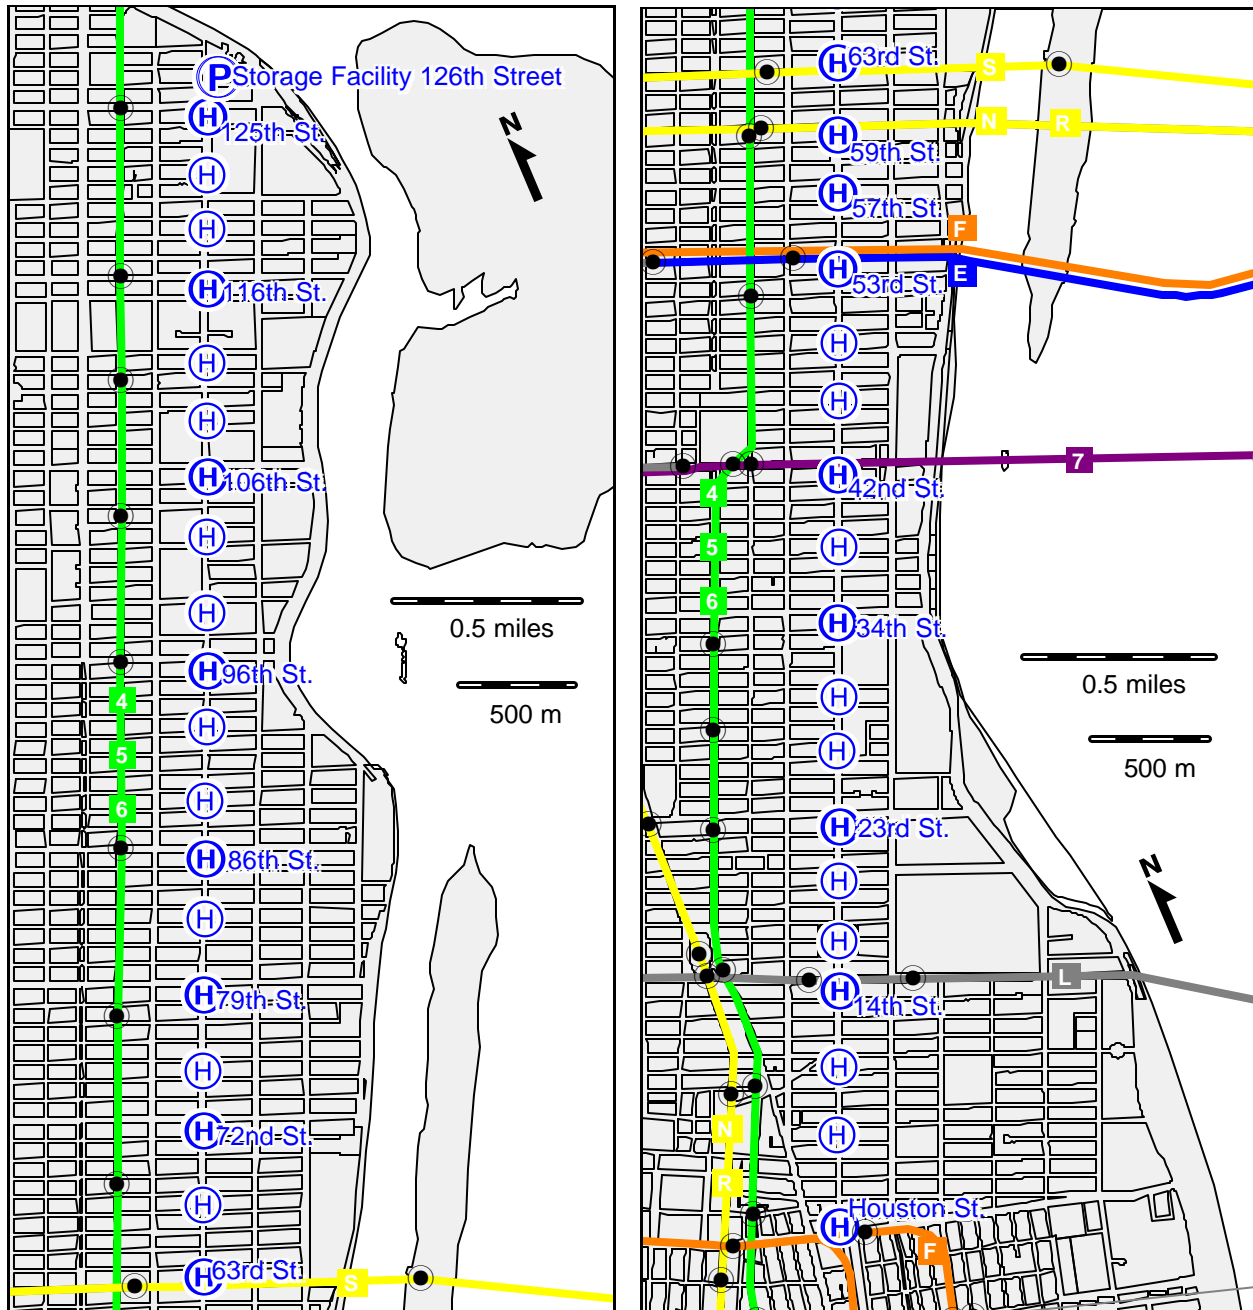 P Storage Facility 126th Street
H 125th St.
H
N
H
H 116th St.
H
H
H 106th St.
H
0.5 miles
H
H 96th St.
500 m
4
H
5
H
6
H 86th St.
H
H 79th St.
H
H 72nd St.
H
H 63rd St.
S
H 63rd St.
S
N R
H 59th St.
H 57th St.
F
H 53rd St.
E
H
H
7
H 42nd St.
4
5
H
6
H 34th St.
0.5 miles
H
500 m
H
H 23rd St.
N
H
H
L
H 14th St.
H
N
H
R
Houston St.
H
F